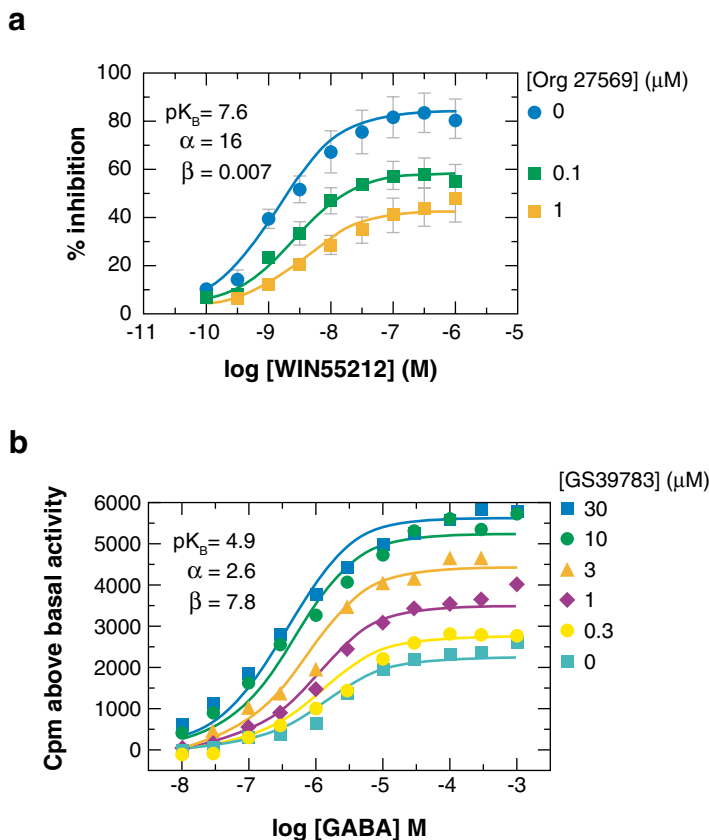 a
[Org 27569] (μM)
100
80
60
40
20
0
% inhibition
pK_B= 7.6
α = 16
β = 0.007
0
0.1
1
-11 -10 -9 -8 -7 -6 -5
log [WIN55212] (M)
b
[GS39783] (μM)
6000
5000
4000
3000
2000
1000
0
Cpm above basal activity
pK_B= 4.9
α = 2.6
β = 7.8
30
10
3
1
0.3
0
-8 -7 -6 -5 -4 -3
log [GABA] M